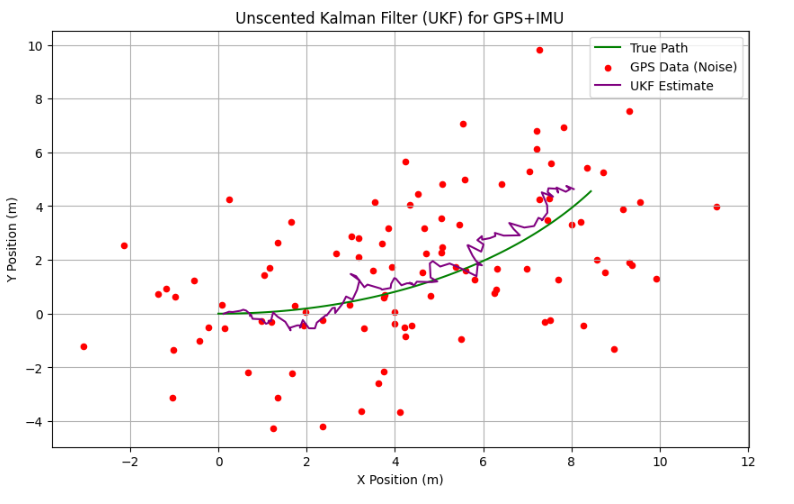 Unscented Kalman Filter (UKF) for GPS+IMU
True Path
GPS Data (Noise)
UKF Estimate
Y Position (m)
10
8
6
4
2
0
−2
−4
−2
0
2
4
6
8
10
12
X Position (m)